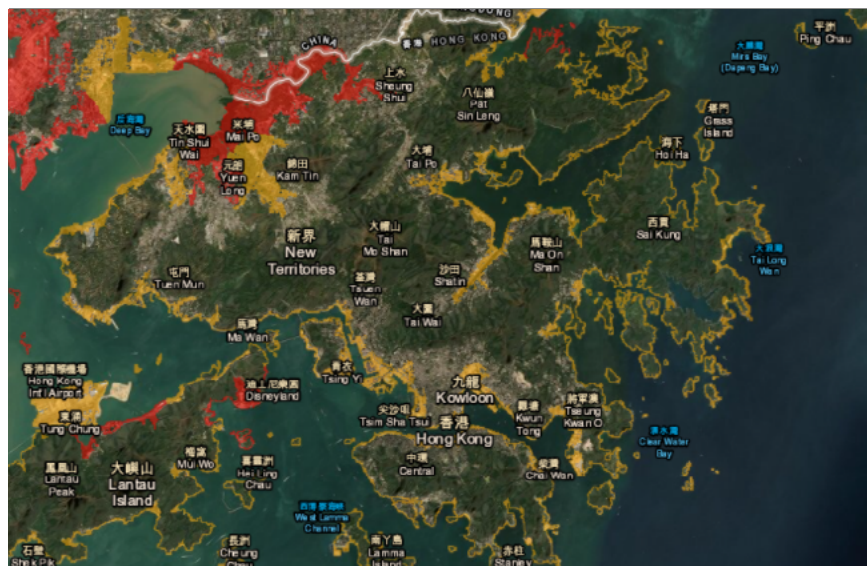 平洲
Ping Chau
大鵬灣
Mirs Bay
(Dapeng Bay)
CHINA
香港 HONG KONG
上水
Sheung
Shui
八仙嶺
Pat
Sin Leng
塔門
Grass
Island
后海灣
Deep Bay
天水圍
Tin Shui
Wai
米埔
Mai Po
元朗
Yuen
Long
錦田
Kam Tin
大埔
Tai Po
海下
Hoi Ha
新界
New
Territories
大帽山
Tai
Mo Shan
馬鞍山
Ma On
Shan
西貢
Sai Kung
大浪灣
Tai Long
Wan
屯門
Tuen Mun
荃灣
Tsuen
Wan
沙田
Shatin
大圍
Tai Wai
馬灣
Ma Wan
香港國際機場
Hong Kong
Int'l Airport
青衣
Tsing Yi
迪士尼樂園
Disneyland
九龍
Kowloon
東涌
Tung Chung
尖沙咀
Tsim Sha Tsui
觀塘
Kwun
Tong
將軍澳
Tseung
Kwan O
香港
Hong Kong
清水灣
Clear Water
Bay
鳳凰山
Lantau
Peak
大嶼山
Lantau
Island
梅窩
Mui Wo
喜靈洲
Hei Ling
Chau
中環
Central
柴灣
Chai Wan
西博寮海峽
West Lamma
Channel
石壁
Shek Pik
長洲
Cheung
Chau
南丫島
Lamma
Island
赤柱
Stanley